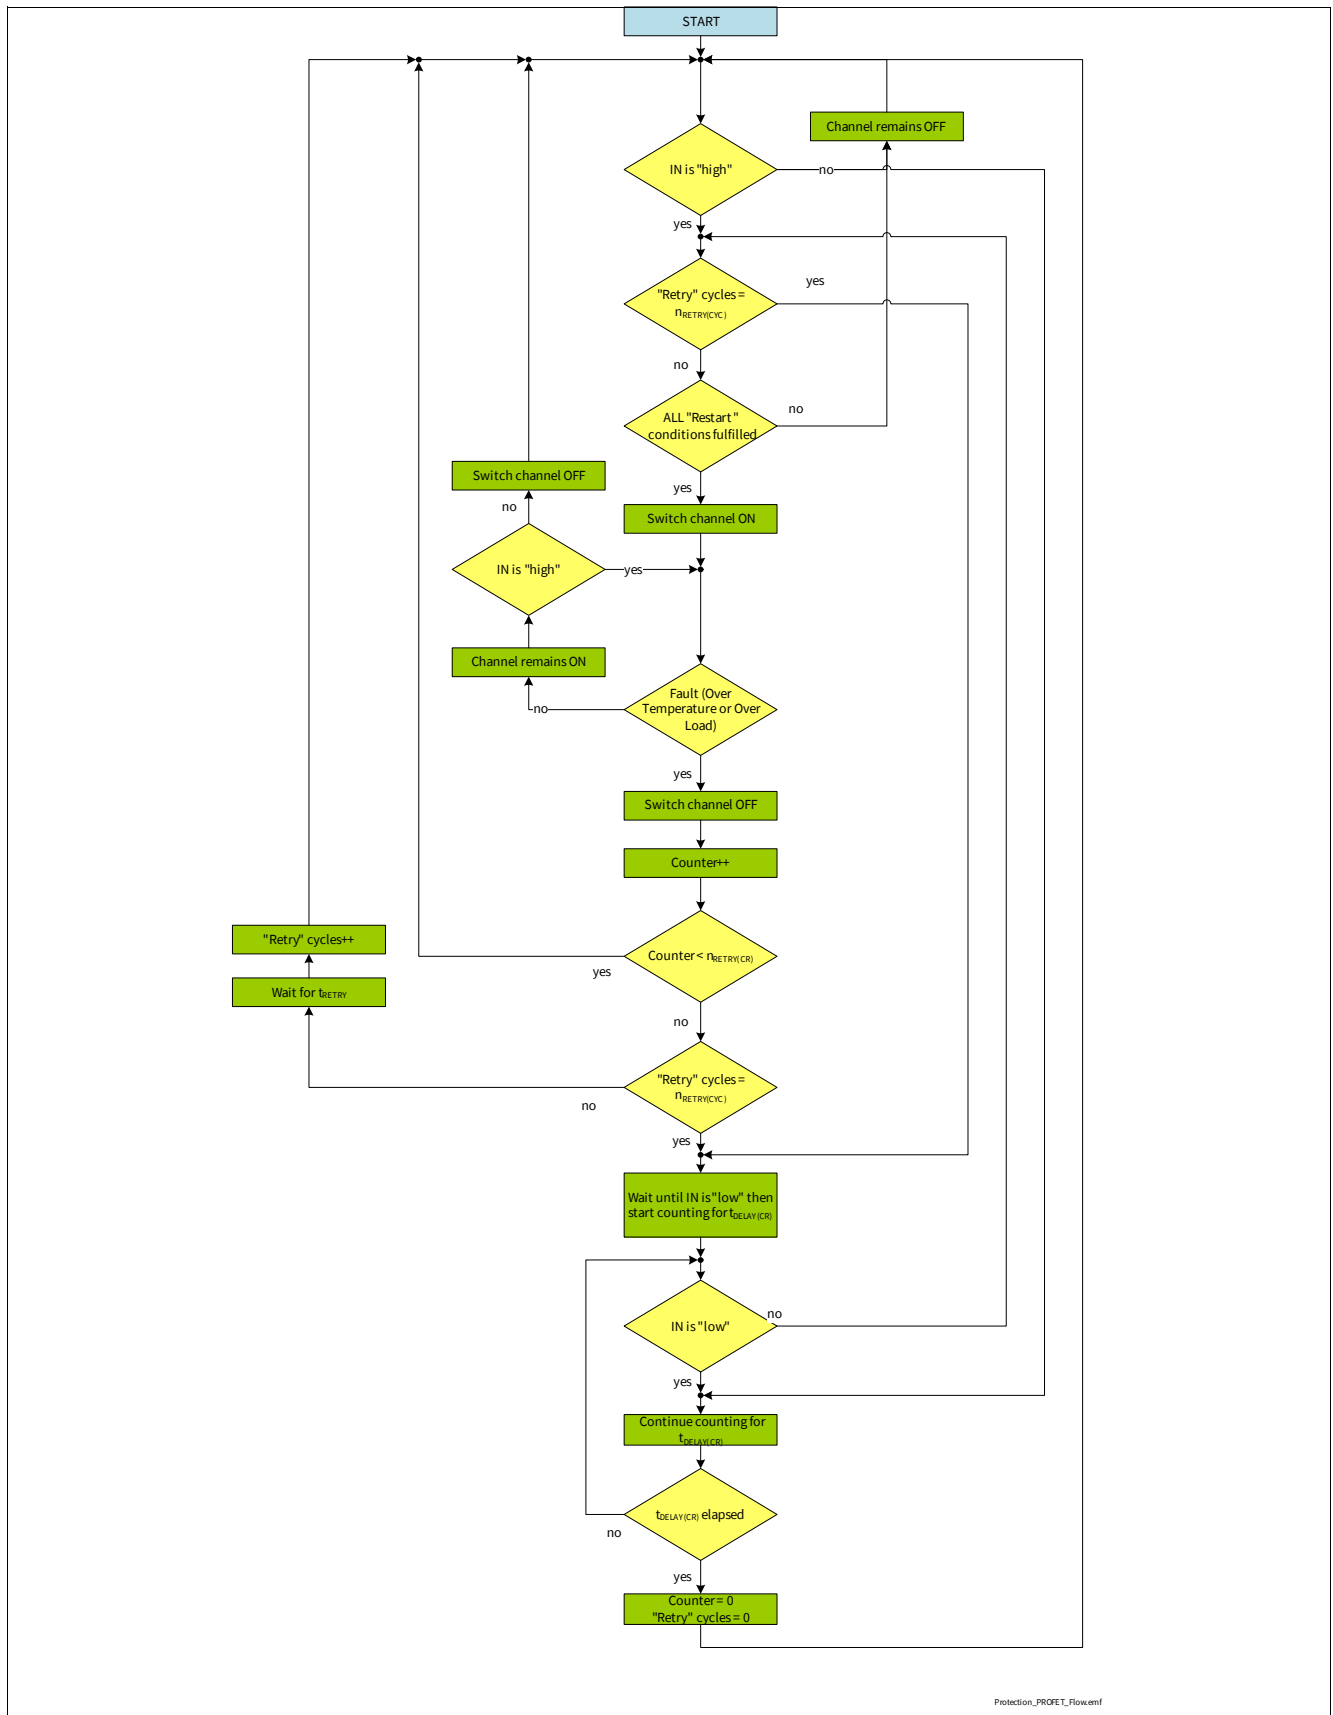 START
Channel remains OFF
IN is "high"
no
yes
"Retry" cycles =
nRETRY(CYC)
yes
no
ALL "Restart"
conditions fulfilled
no
yes
Switch channel OFF
no
Switch channel ON
IN is "high"
yes
Channel remains ON
Fault (Over
Temperature or Over
Load)
no
yes
Switch channel OFF
Counter++
"Retry" cycles++
Counter < nRETRY(CR)
yes
Wait for tRETRY
no
"Retry" cycles =
nRETRY(CYC)
no
yes
Wait until IN is "low" then
start counting for tDELAY(CR)
IN is "low"
no
yes
Continue counting for
tDELAY(CR)
tDELAY(CR) elapsed
no
yes
Counter = 0
"Retry" cycles = 0
Protection_PROFET_Flow.emf